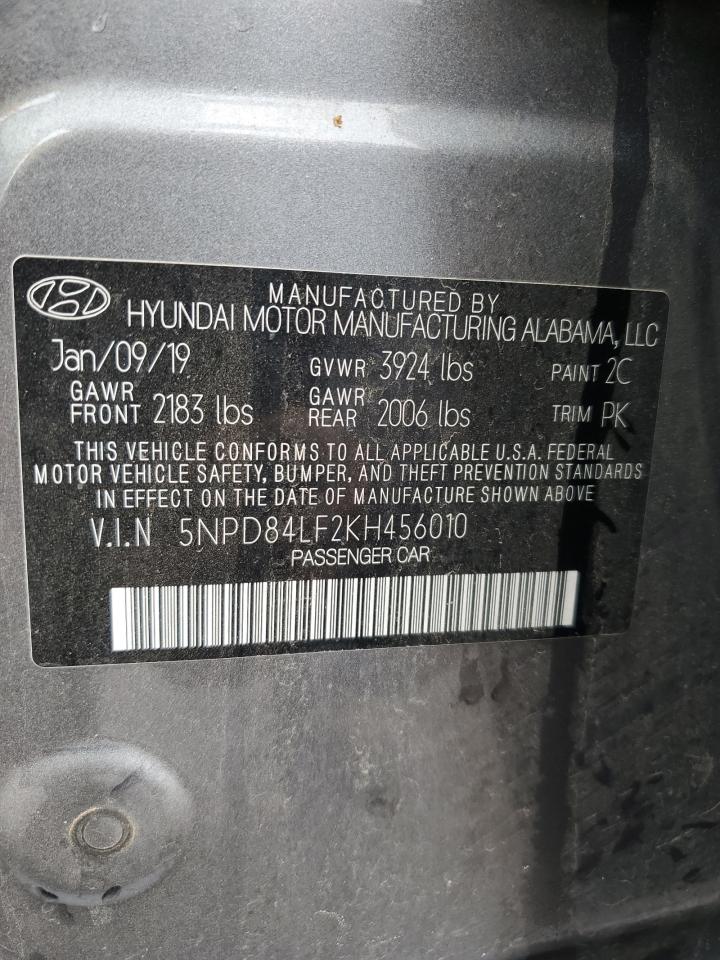 MANUFACTURED BY
HYUNDAI MOTOR MANUFACTURING ALABAMA, LLC
Jan/09/19 GVWR 3924 lbs PAINT 2C
GAWR FRONT 2183 lbs GAWR REAR 2006 lbs TRIM PK
THIS VEHICLE CONFORMS TO ALL APPLICABLE U.S.A. FEDERAL
MOTOR VEHICLE SAFETY, BUMPER, AND THEFT PREVENTION STANDARDS
IN EFFECT ON THE DATE OF MANUFACTURE SHOWN ABOVE
V.I.N 5NPD84LF2KH456010
PASSENGER CAR